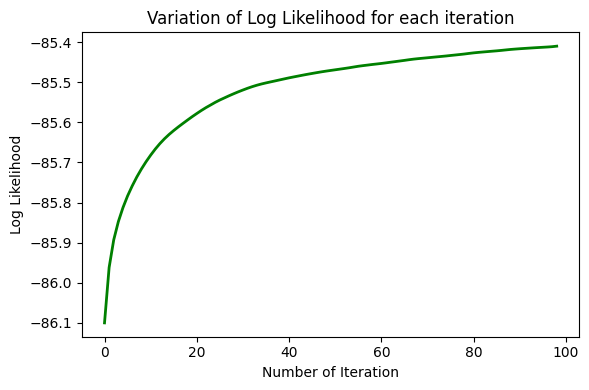 Variation of Log Likelihood for each iteration
−85.4
−85.5
−85.6
−85.7
−85.8
−85.9
−86.0
−86.1
Log Likelihood
0 20 40 60 80 100
Number of Iteration